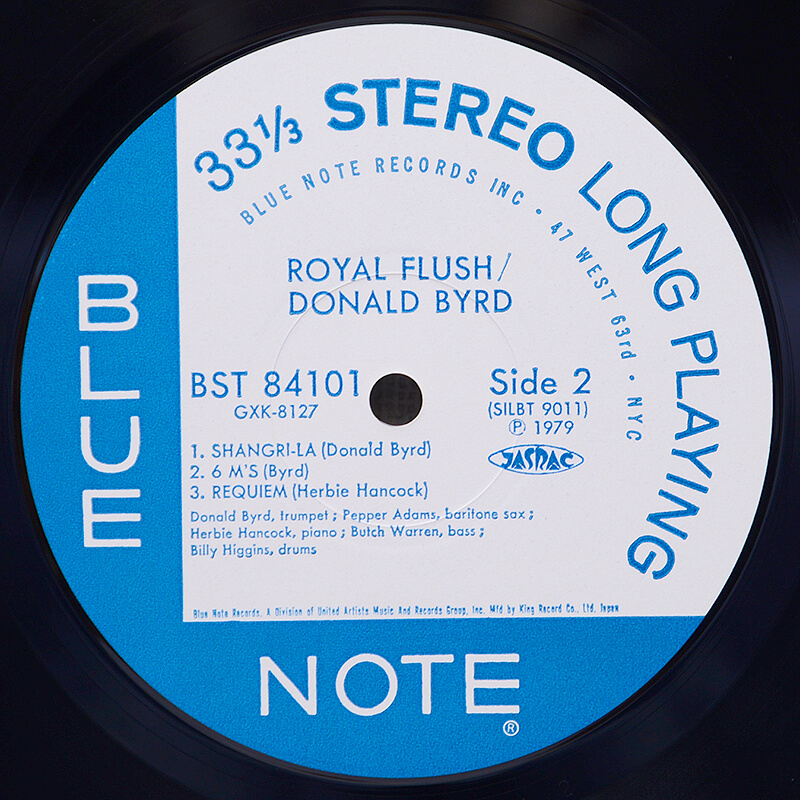 33⅓ STEREO LONG PLAYING
BLUE NOTE RECORDS INC • 47 WEST 63rd • NYC
ROYAL FLUSH/
DONALD BYRD
BST 84101
GXK-8127
Side 2
(SILBT 9011)
Ⓟ 1979
JASRAC
1. SHANGRI-LA (Donald Byrd)
2. 6 M'S (Byrd)
3. REQUIEM (Herbie Hancock)
Donald Byrd, trumpet ; Pepper Adams, baritone sax ;
Herbie Hancock, piano ; Butch Warren, bass ;
Billy Higgins, drums
Blue Note Records, A Division of United Artists Music And Records Group, Inc. Mfd by King Record Co., Ltd. Japan
BLUE
NOTE®